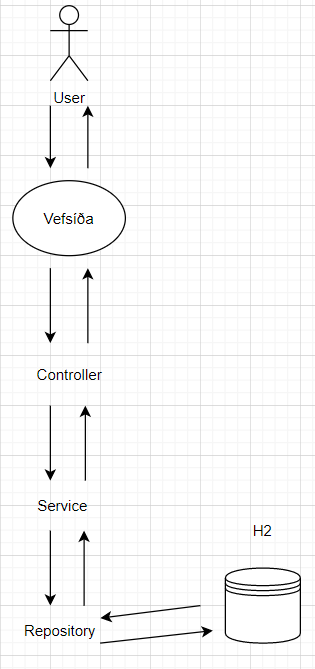 User
Vefsíða
Controller
Service
H2
Repository